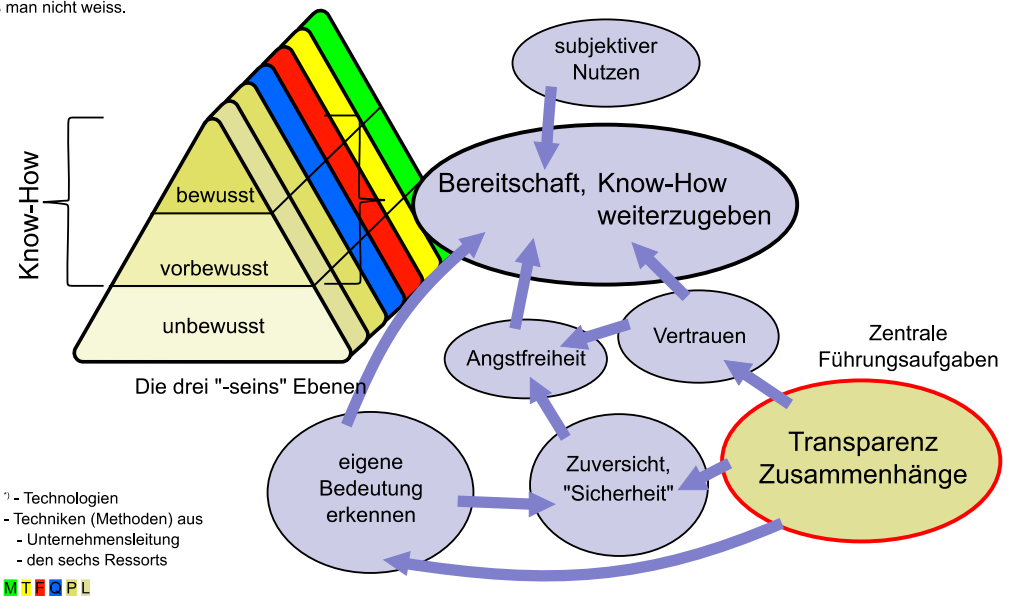 man nicht weiss.
subjektiver
Nutzen
Know-How
bewusst
vorbewusst
unbewusst
Die drei "-seins" Ebenen
Bereitschaft, Know-How
weiterzugeben
Angstfreiheit
Vertrauen
Zentrale
Führungsaufgaben
Transparenz
Zusammenhänge
eigene
Bedeutung
erkennen
Zuversicht,
"Sicherheit"
*) - Technologien
- Techniken (Methoden) aus
- Unternehmensleitung
- den sechs Ressorts
M T F Q P L